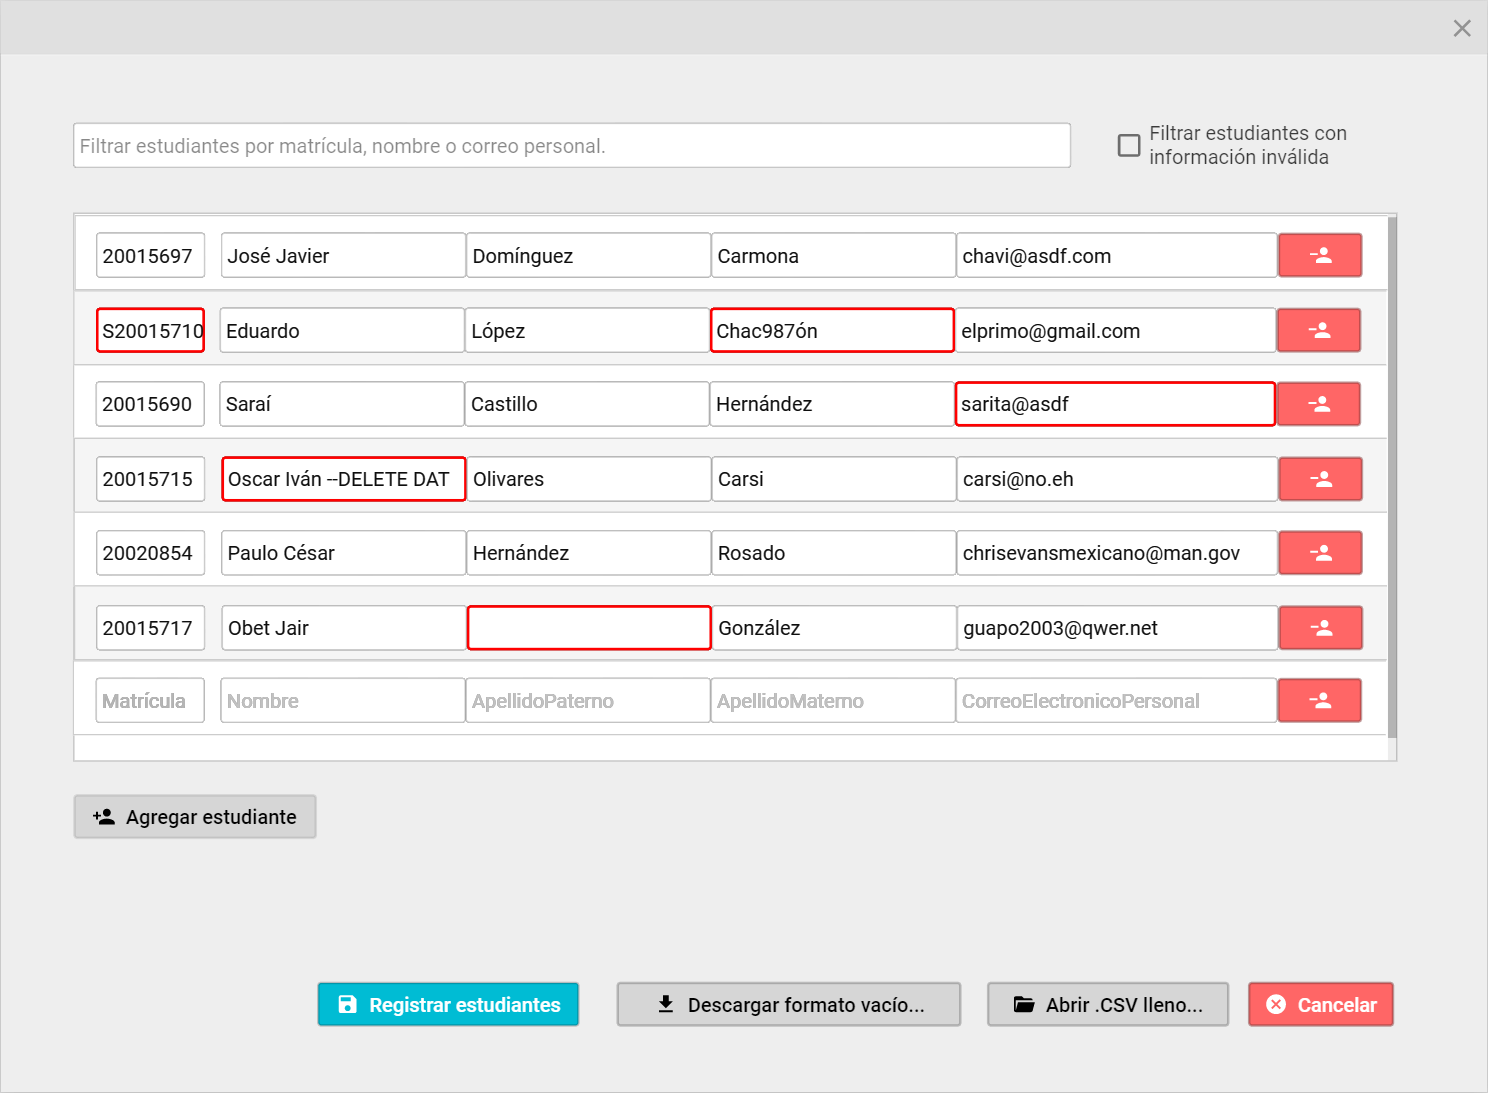 Filtrar estudiantes por matrícula, nombre o correo personal.
Filtrar estudiantes con
información inválida
20015697 José Javier Domínguez Carmona chavi@asdf.com
S20015710 Eduardo López Chac987ón elprimo@gmail.com
20015690 Saraí Castillo Hernández sarita@asdf
20015715 Oscar Iván --DELETE DAT Olivares Carsi carsi@no.eh
20020854 Paulo César Hernández Rosado chrisevansmexicano@man.gov
20015717 Obet Jair González guapo2003@qwer.net
Matrícula Nombre ApellidoPaterno ApellidoMaterno CorreoElectronicoPersonal
Agregar estudiante
Registrar estudiantes Descargar formato vacío... Abrir .CSV lleno... Cancelar